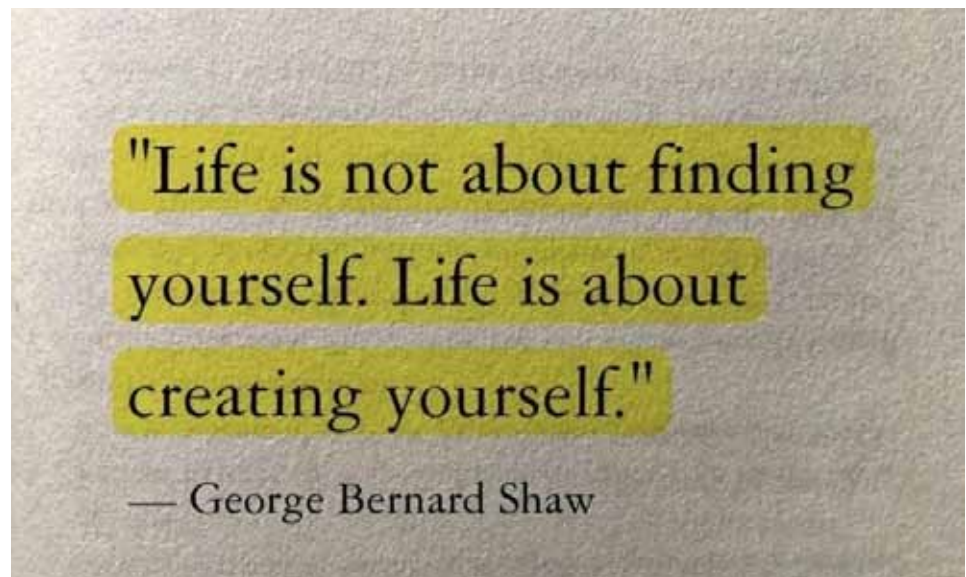 "Life is not about finding
yourself. Life is about
creating yourself."
— George Bernard Shaw